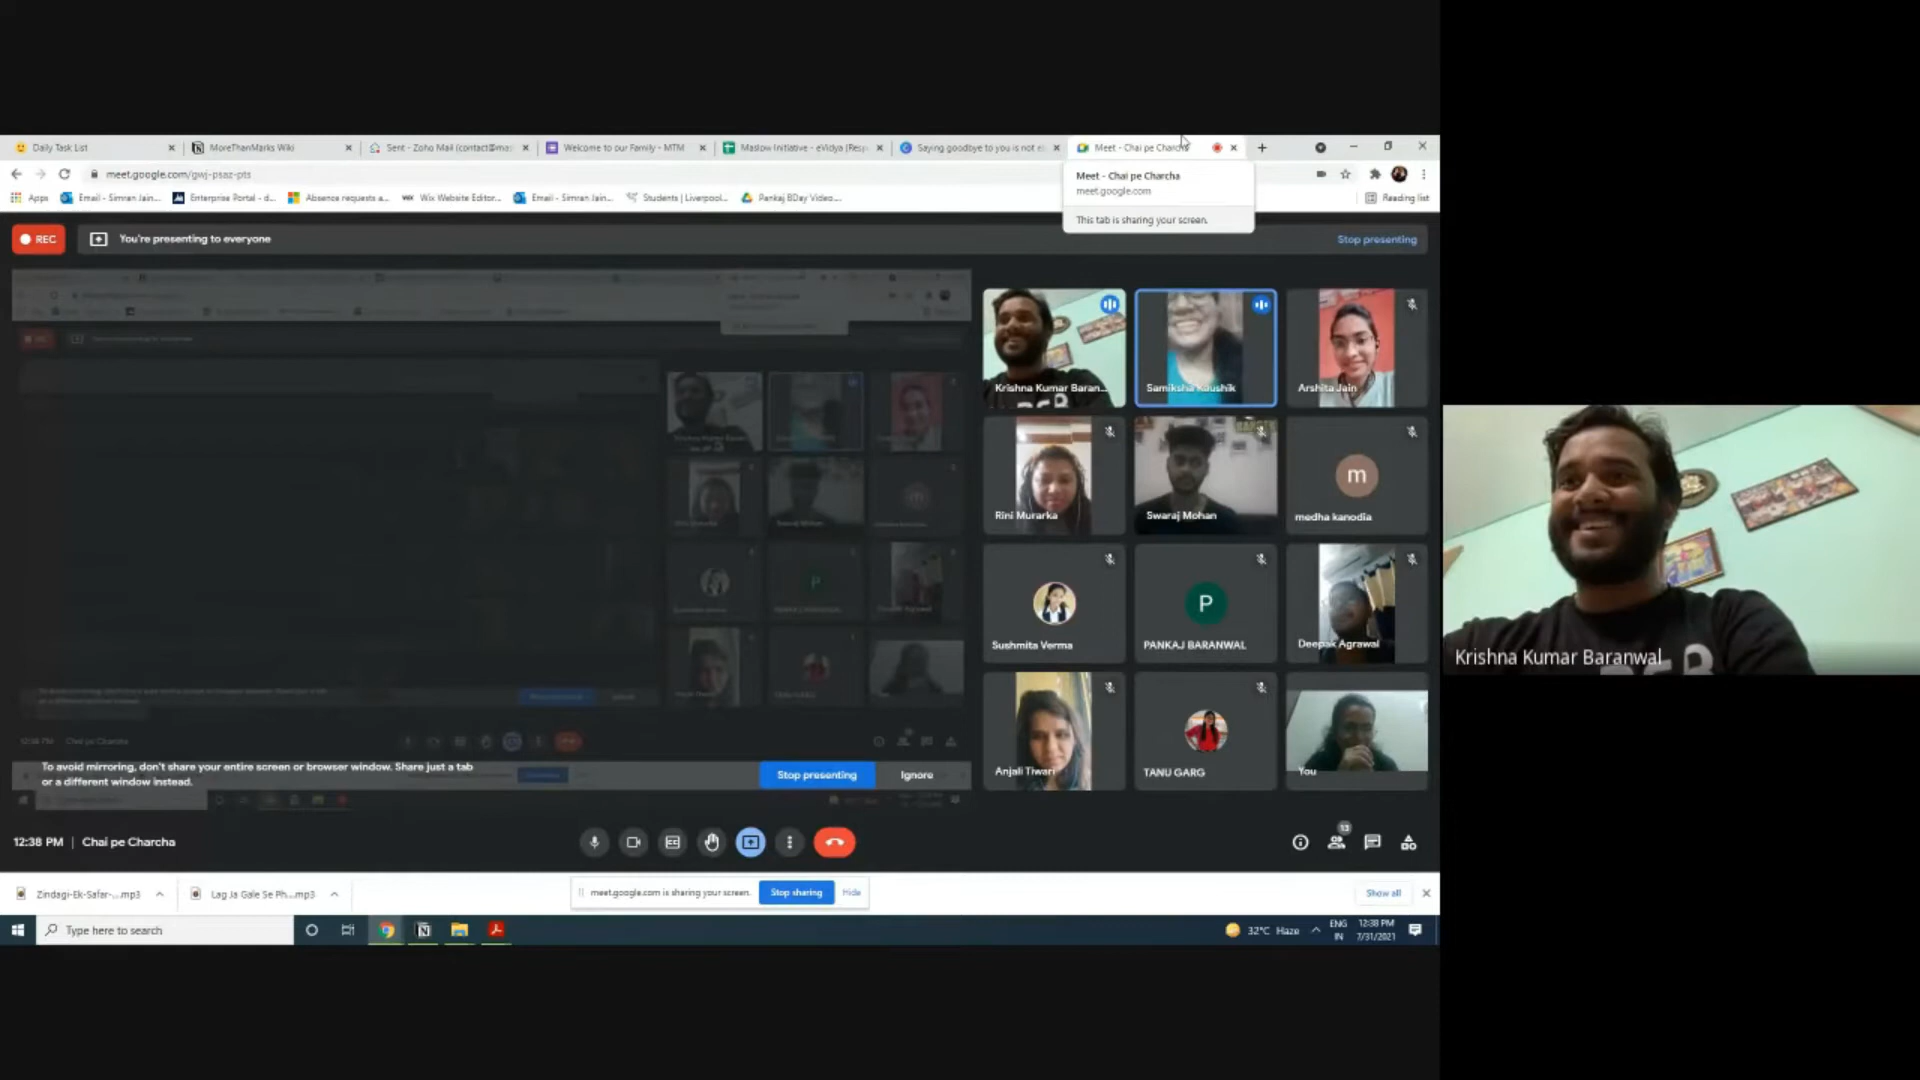 Daily Task List
MoreThanMarks Wiki
Sent - Zoho Mail (contact@ma
Welcome to our Family - MTM
Maslow Initiative - eVidya (Resp
Saying goodbye to you is not e
Meet - Chai pe Charcha
meet.google.com/gwj-psaz-pts
Meet - Chai pe Charcha
meet.google.com
This tab is sharing your screen.
Apps
Email - Simran Jain...
Enterprise Portal - d...
Absence requests a...
Wix Website Editor...
Email - Simran Jain...
Students | Liverpool...
Pankaj BDay Video....
Reading list
REC
You're presenting to everyone
Stop presenting
Krishna Kumar Baran...
Samiksha Kaushik
Arshita Jain
Rini Murarka
Swaraj Mohan
m
medha kanodia
Sushmita Verma
P
PANKAJ BARANWAL
Deepak Agrawal
Anjali Tiwari
TANU GARG
You
Krishna Kumar Baranwal
To avoid mirroring, don't share your entire screen or browser window. Share just a tab
or a different window instead.
Stop presenting
Ignore
12:38 PM | Chai pe Charcha
13
Zindagi-Ek-Safar-....mp3
Lag Ja Gale Se Ph....mp3
meet.google.com is sharing your screen.
Stop sharing
Hide
Show all
Type here to search
32°C Haze
ENG
IN
12:38 PM
7/31/2021